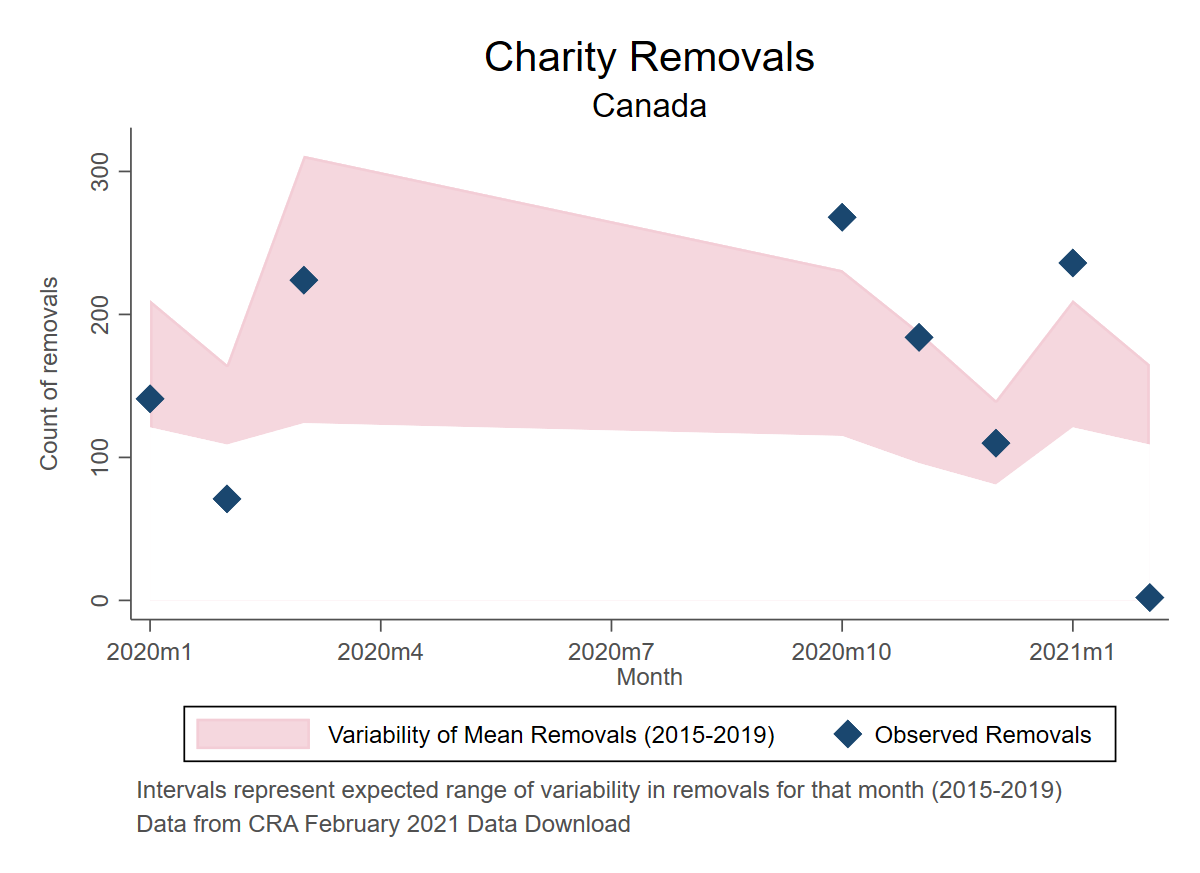 Charity Removals
Canada
Count of removals
300
200
100
0
2020m1 2020m4 2020m7 2020m10 2021m1
Month
Variability of Mean Removals (2015-2019) Observed Removals
Intervals represent expected range of variability in removals for that month (2015-2019)
Data from CRA February 2021 Data Download